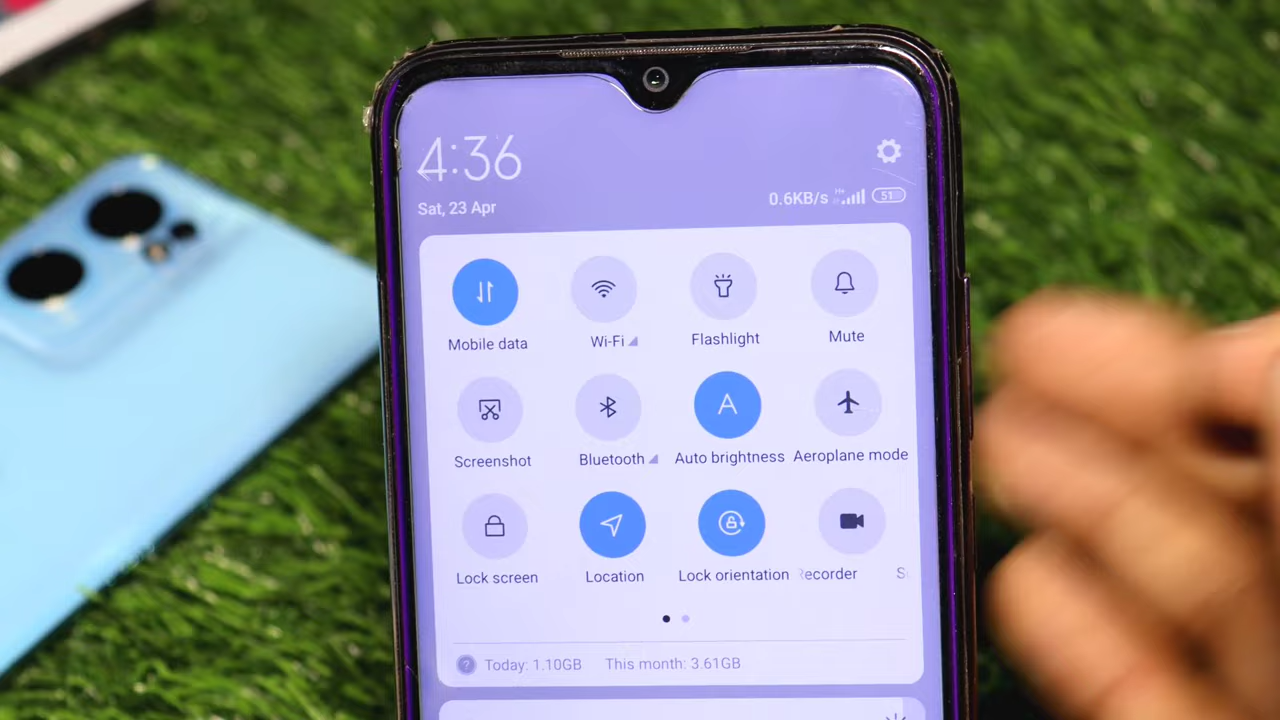 4:36
Sat, 23 Apr
0.6KB/s H+ 51
Mobile data Wi-Fi Flashlight Mute
A
Screenshot Bluetooth Auto brightness Aeroplane mode
Lock screen Location Lock orientation Recorder
Today: 1.10GB This month: 3.61GB